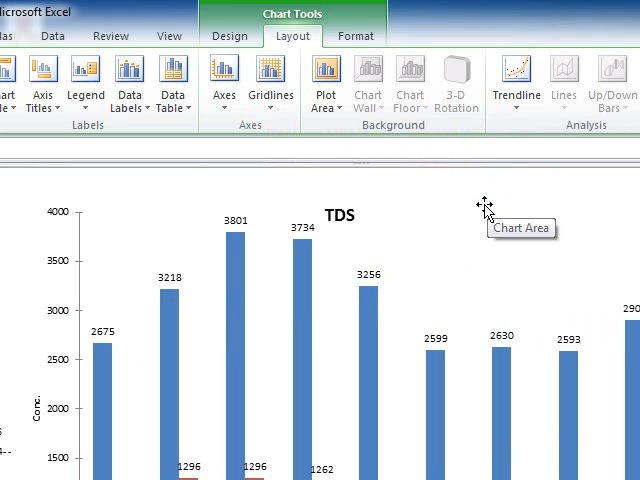 Microsoft Excel
Chart Tools
Data Review View Design Layout Format
Axis Titles
Legend
Data Labels
Data Table
Axes
Gridlines
Plot Area
Chart Wall
Chart Floor
3-D Rotation
Trendline
Lines
Up/Down Bars
Labels Axes Background Analysis
TDS
Chart Area
4000
3801
3734
3500
3218
3256
3000
2675
2599
2630
2593
290
2500
2000
Conc.
1500
1296
1296
1262